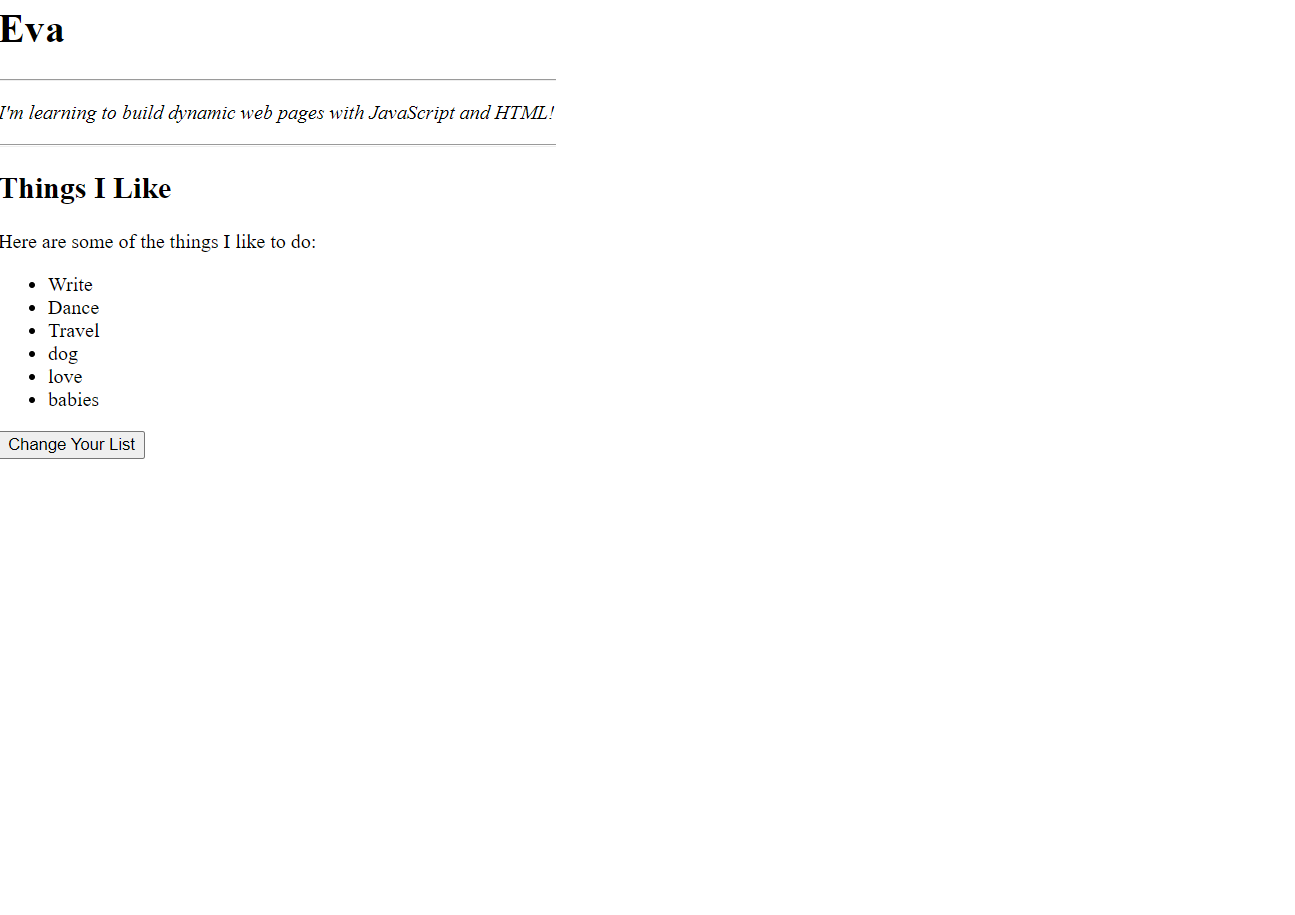 Eva
I'm learning to build dynamic web pages with JavaScript and HTML!
Things I Like
Here are some of the things I like to do:
Write
Dance
Travel
dog
love
babies
Change Your List